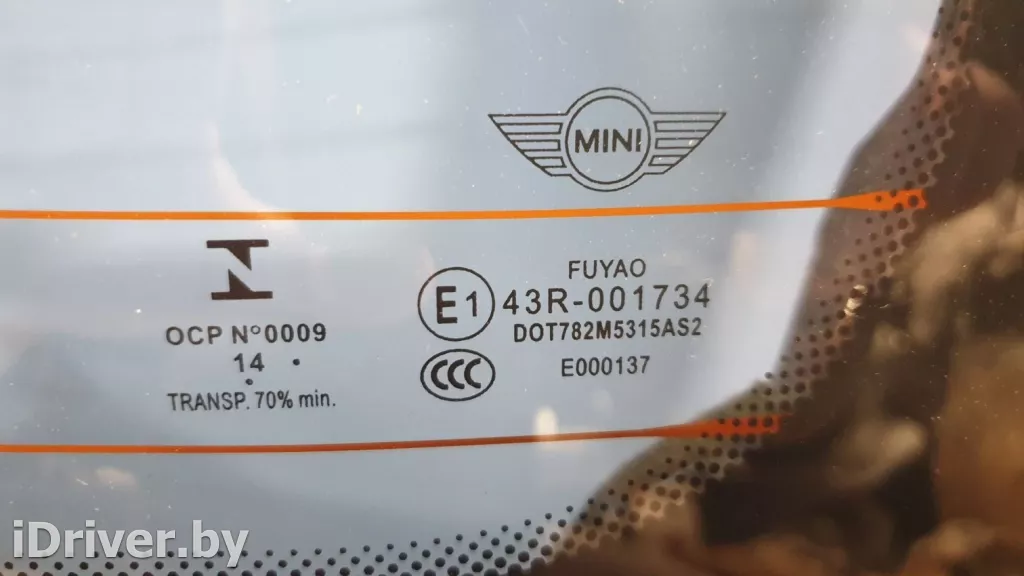 MINI
FUYAO
E1 43R-001734
DOT782M5315AS2
CCC E000137
OCP N°0009
14
TRANSP. 70% min.
iDriver.by